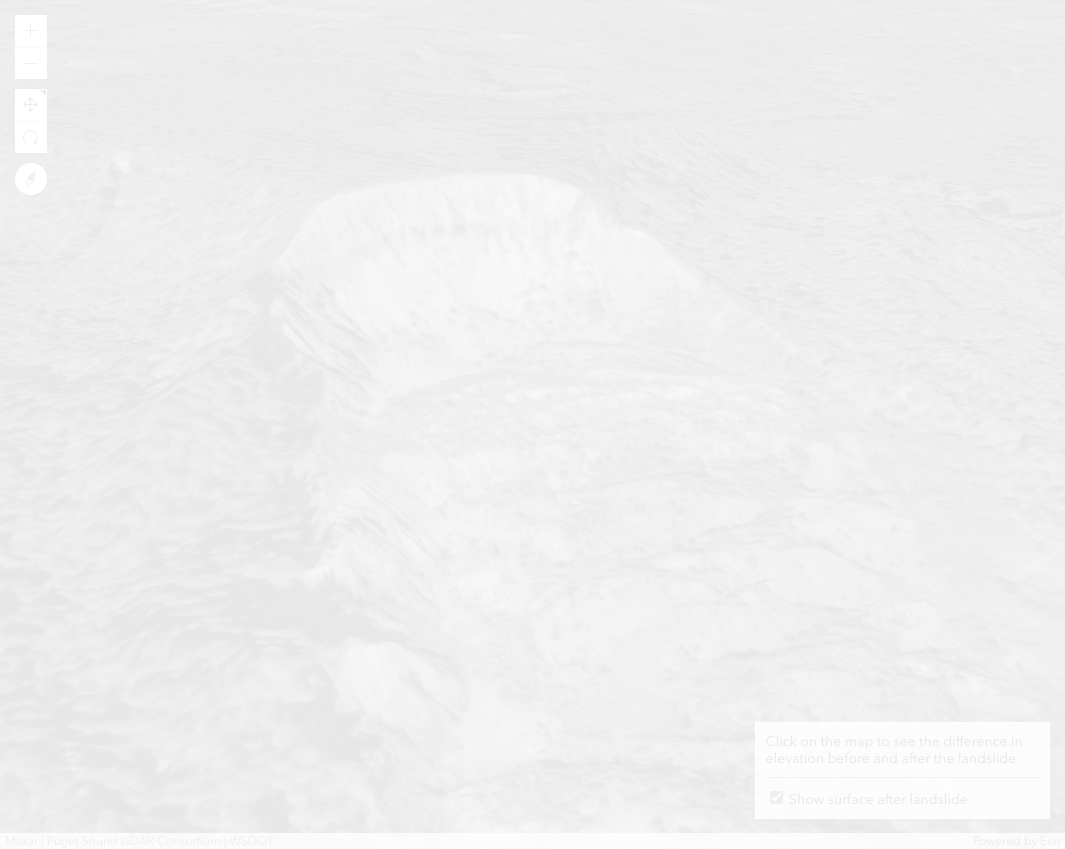 Click on the map to see the difference in
elevation before and after the landslide.
Show surface after landslide
Maxar | Puget Sound LiDAR Consortium | WSDOT
Powered by Esri